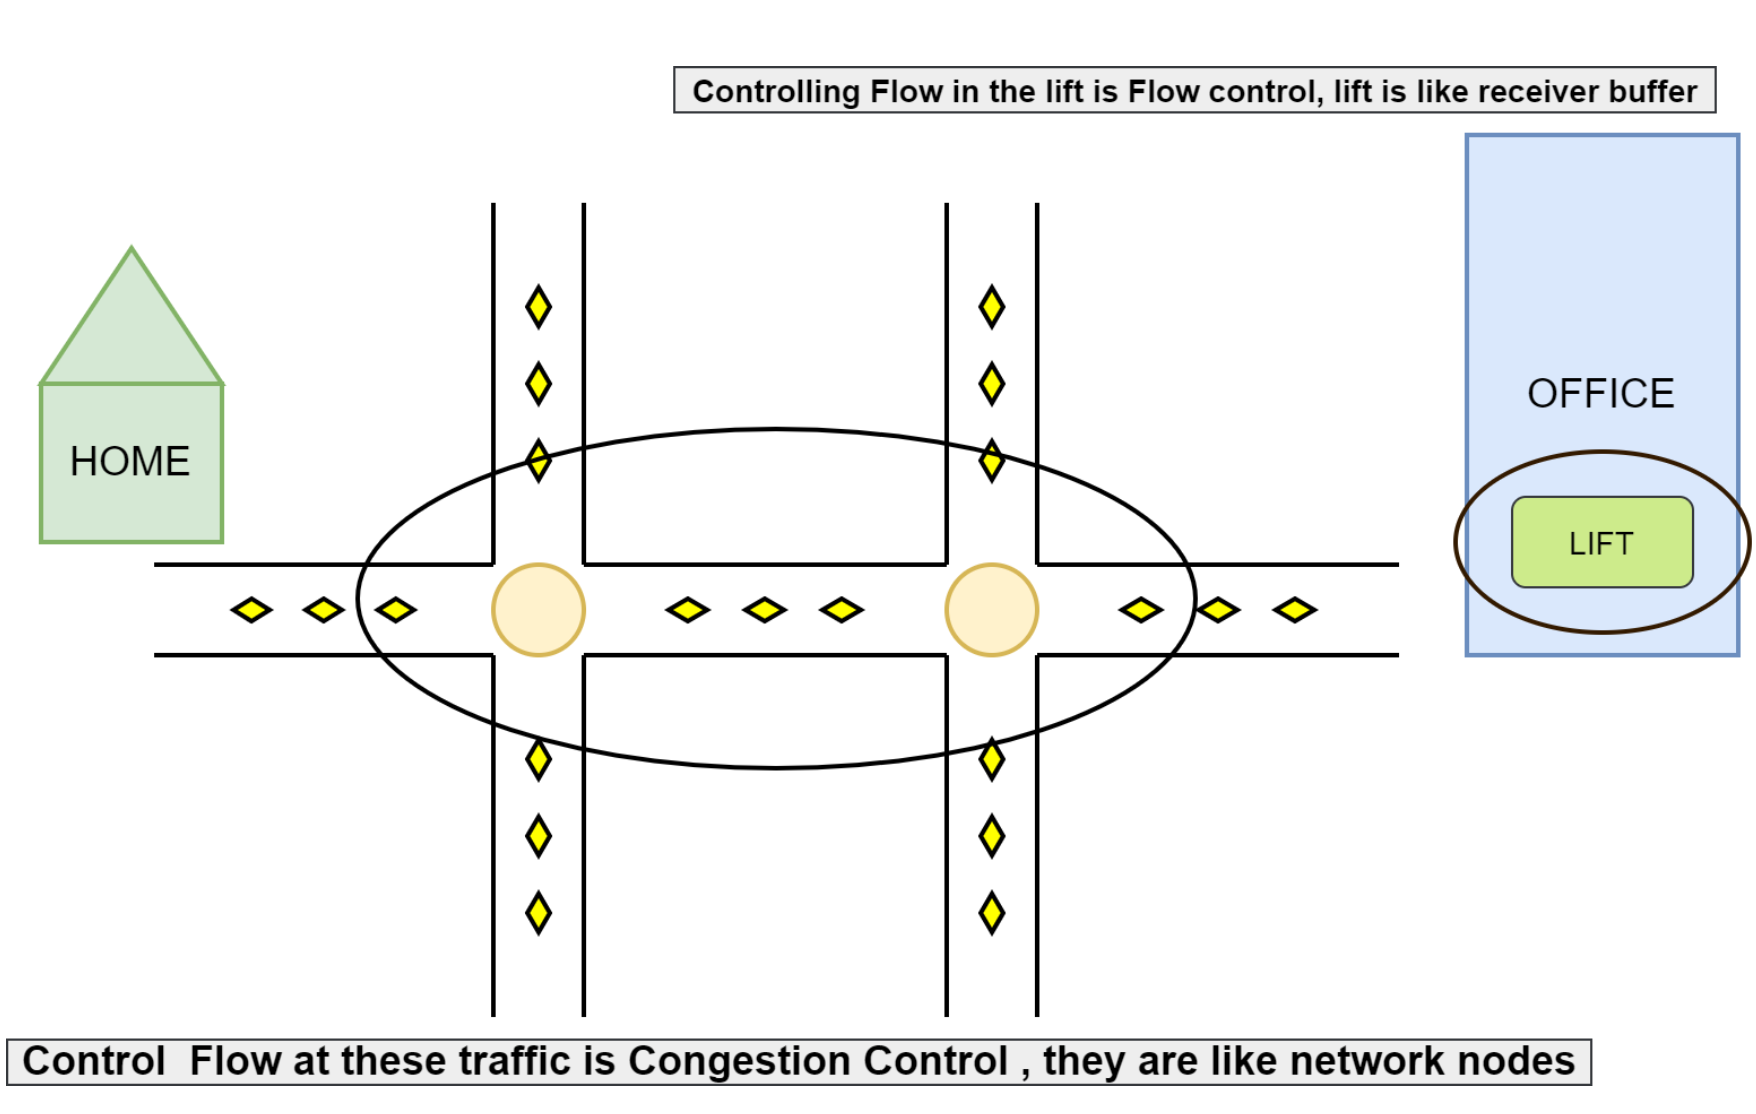 Controlling Flow in the lift is Flow control, lift is like receiver buffer
OFFICE
HOME
LIFT
Control  Flow at these traffic is Congestion Control , they are like network nodes